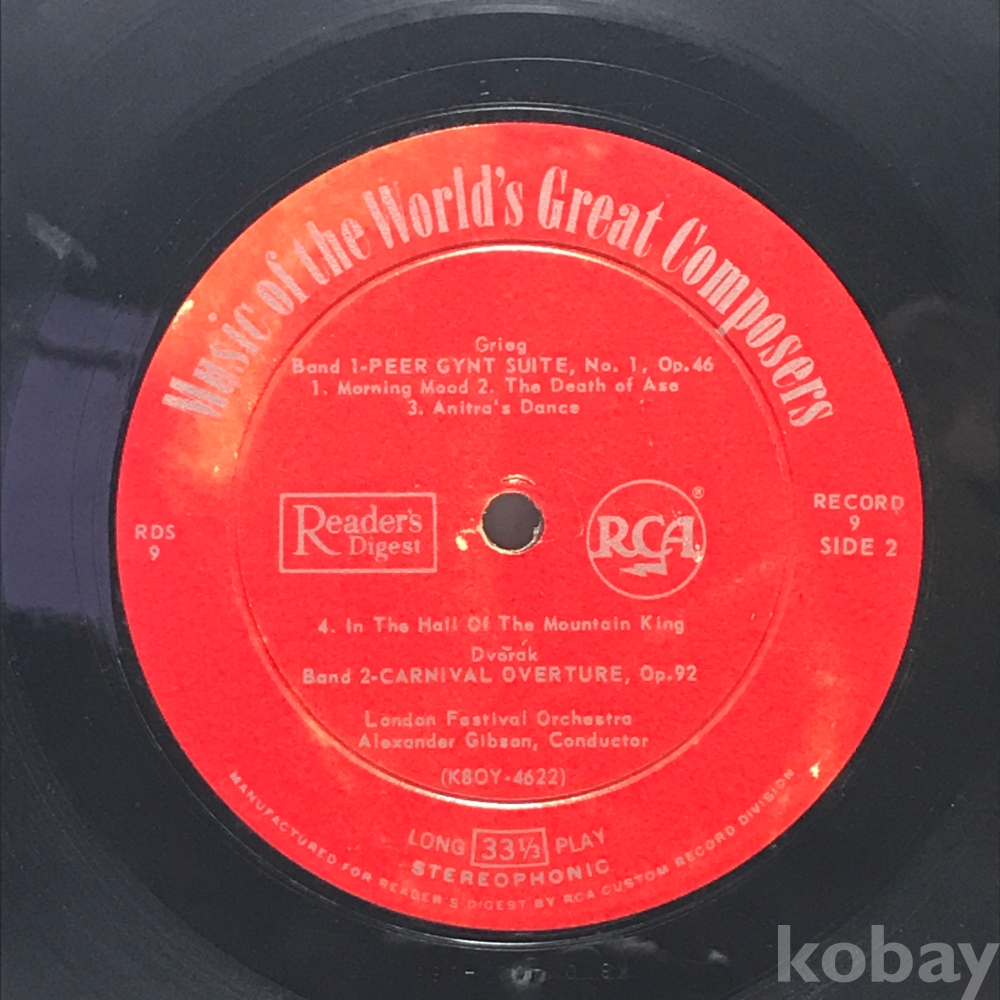 Music of the World's Great Composers
Grieg
Band 1-PEER GYNT SUITE, No. 1, Op.46
1. Morning Mood 2. The Death of Ase
3. Anitra's Dance
RDS
9
Reader's
Digest
RCA®
RECORD
9
SIDE 2
4. In The Hall Of The Mountain King
Dvořák
Band 2-CARNIVAL OVERTURE, Op.92
London Festival Orchestra
Alexander Gibson, Conductor
(K8OY-4622)
LONG 33⅓ PLAY
STEREOPHONIC
MANUFACTURED FOR READER'S DIGEST BY RCA CUSTOM RECORD DIVISION
kobay